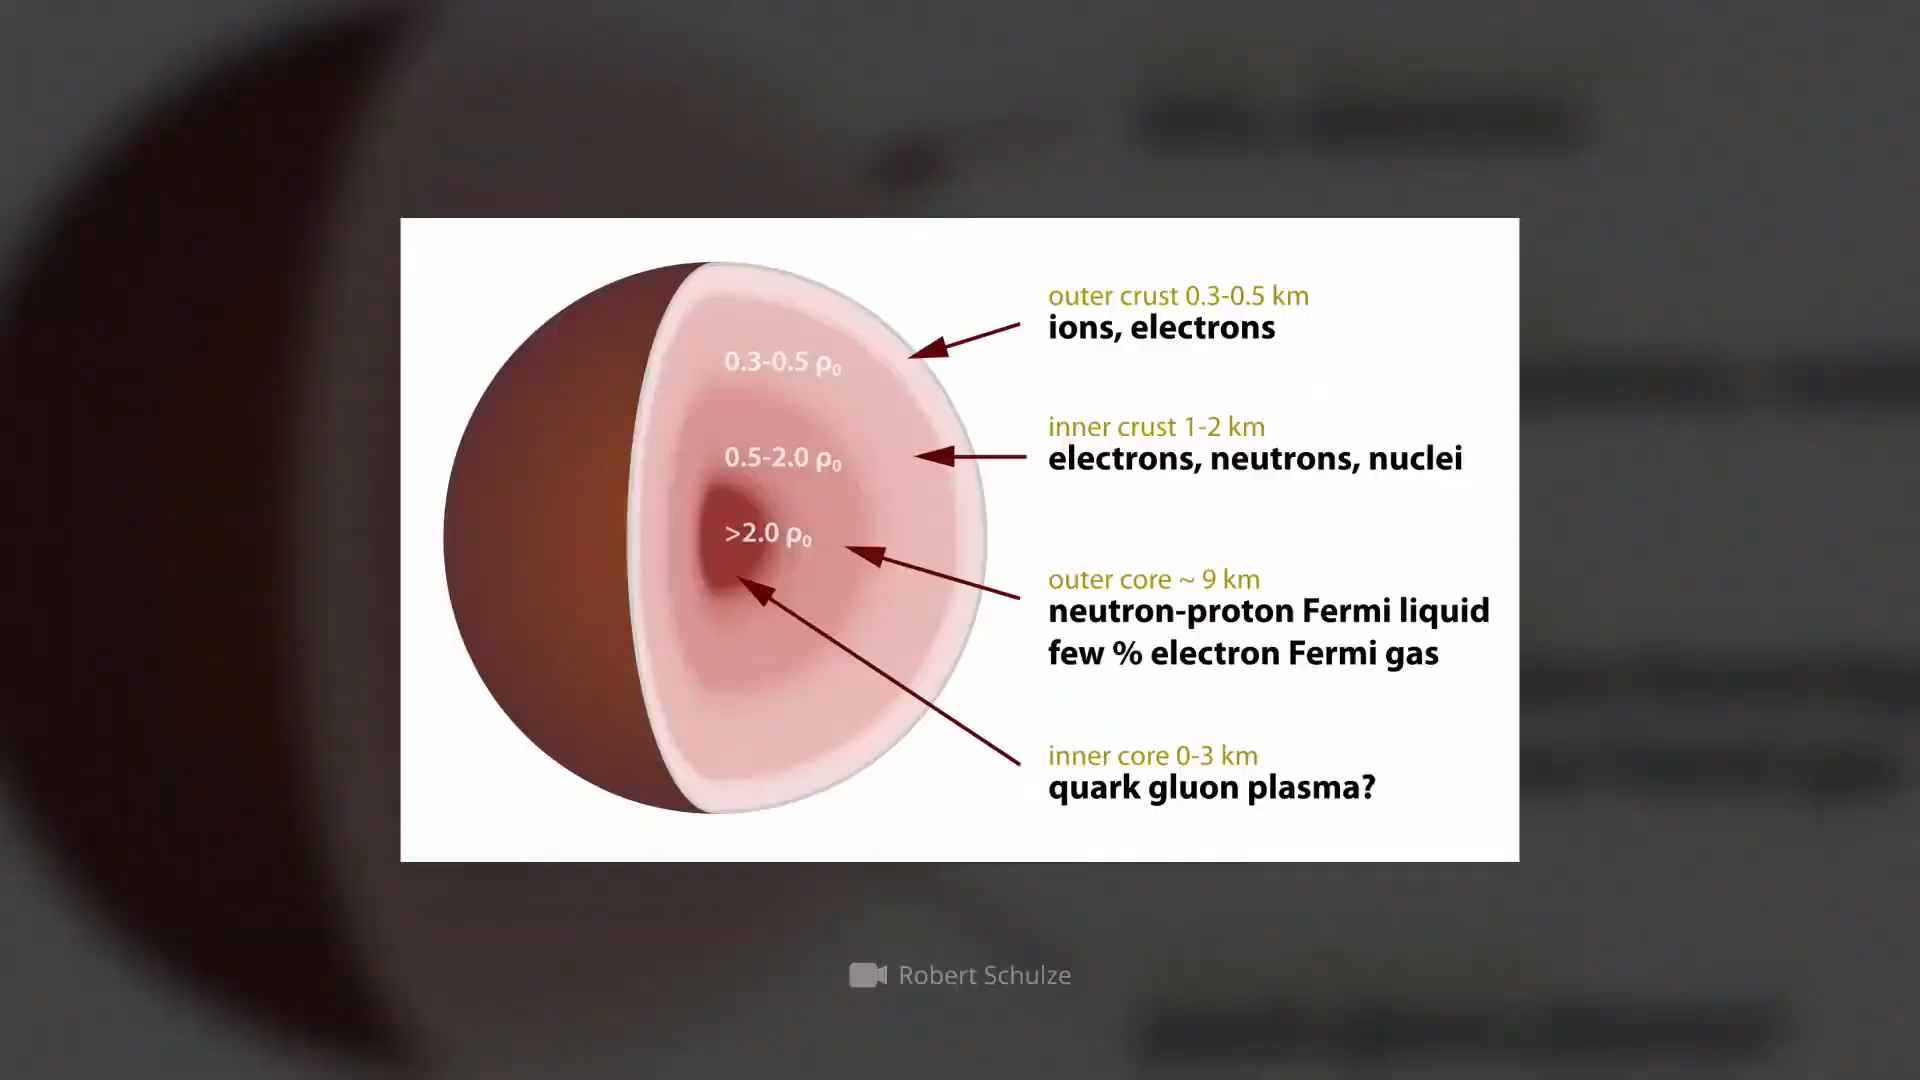 outer crust 0.3-0.5 km
ions, electrons
0.3-0.5 ρ₀
inner crust 1-2 km
electrons, neutrons, nuclei
0.5-2.0 ρ₀
>2.0 ρ₀
outer core ~ 9 km
neutron-proton Fermi liquid
few % electron Fermi gas
inner core 0-3 km
quark gluon plasma?
Robert Schulze